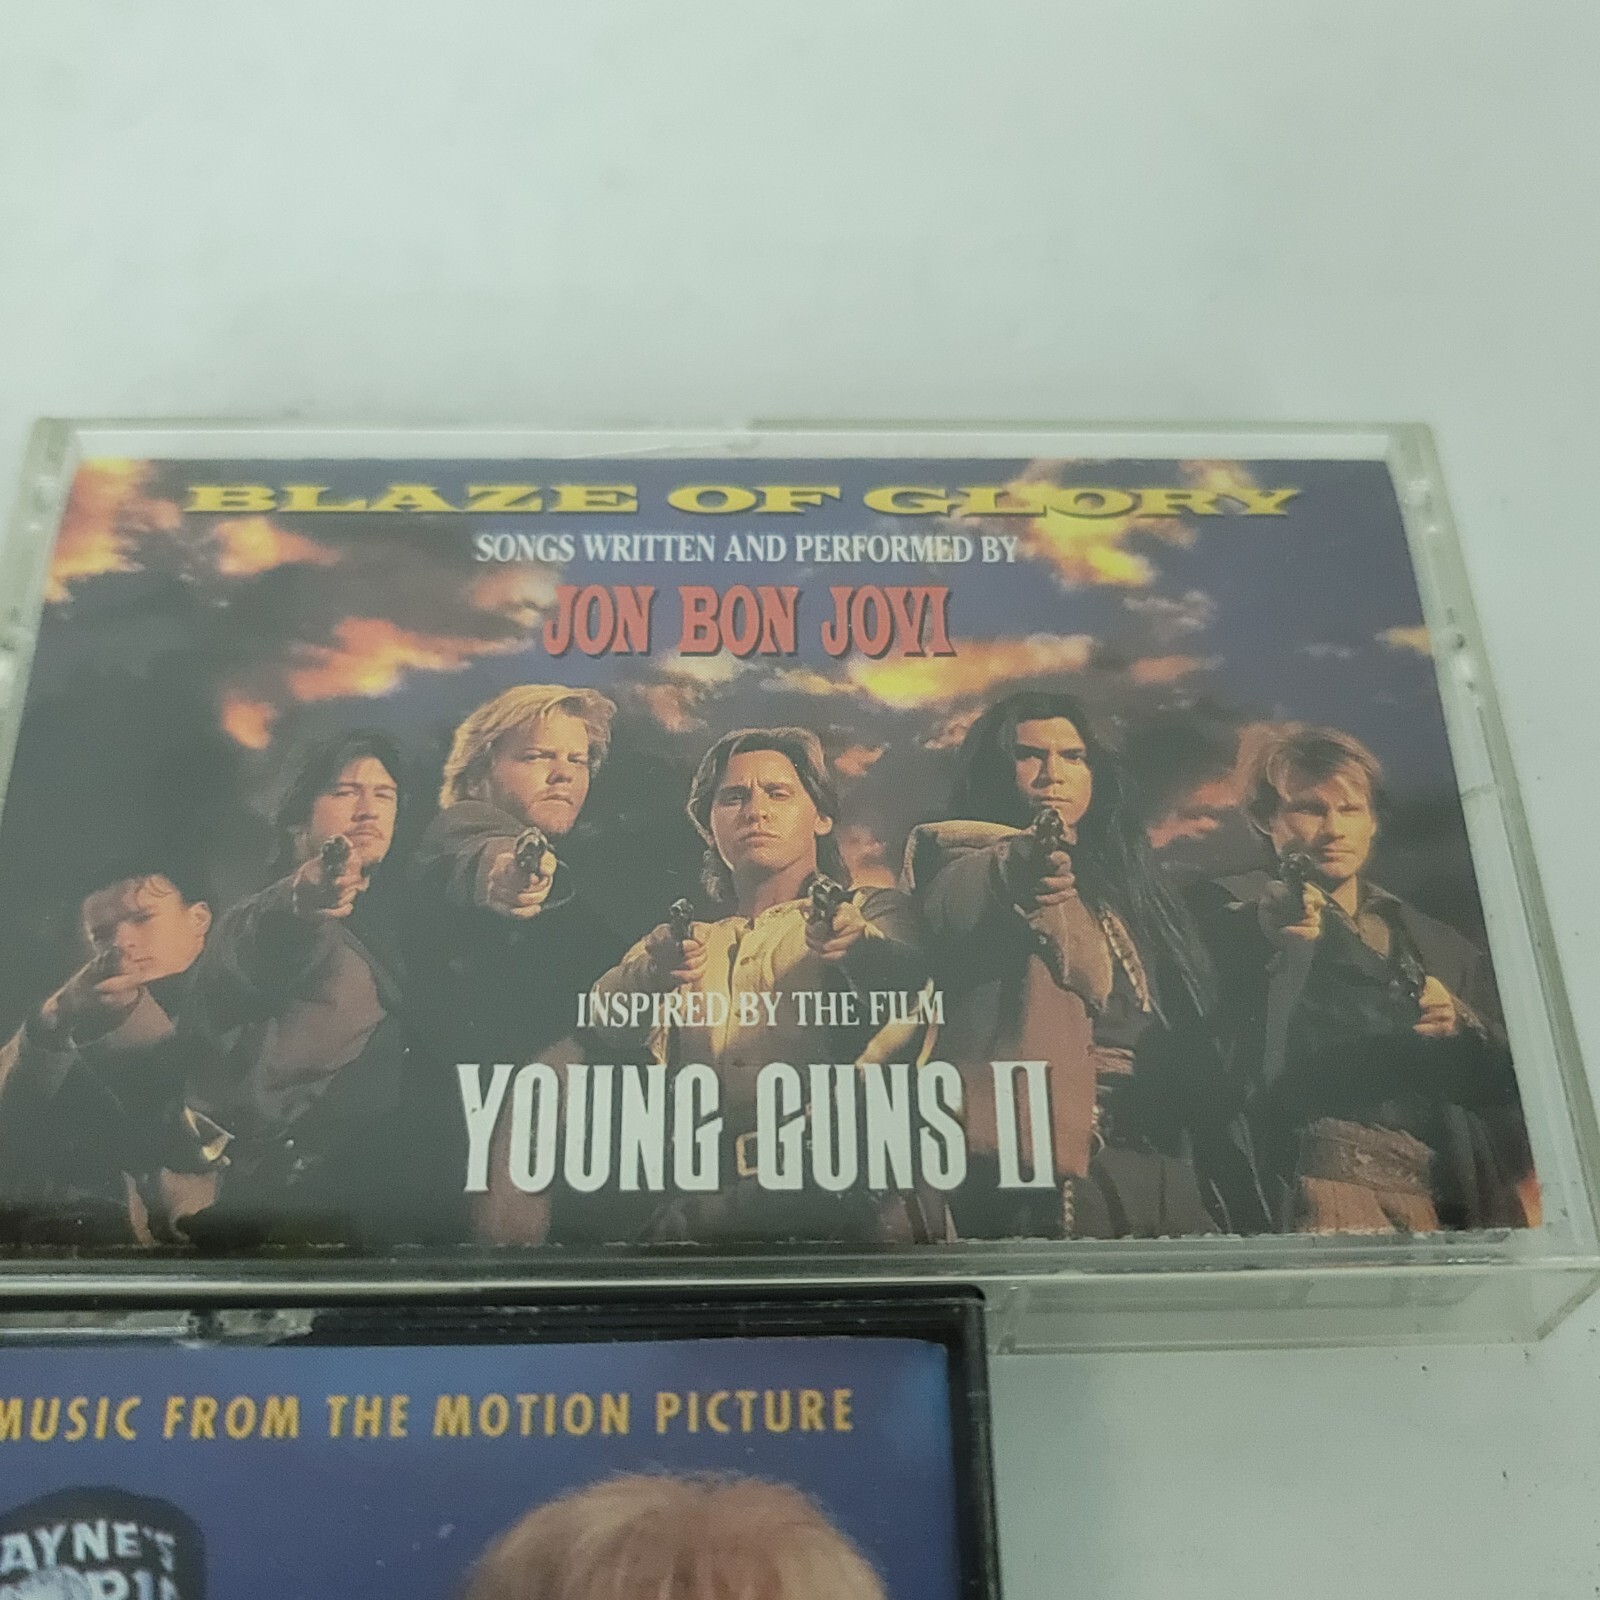 BLAZE OF GLORY
SONGS WRITTEN AND PERFORMED BY
JON BON JOVI
INSPIRED BY THE FILM
YOUNG GUNS II
MUSIC FROM THE MOTION PICTURE
AYNE'S